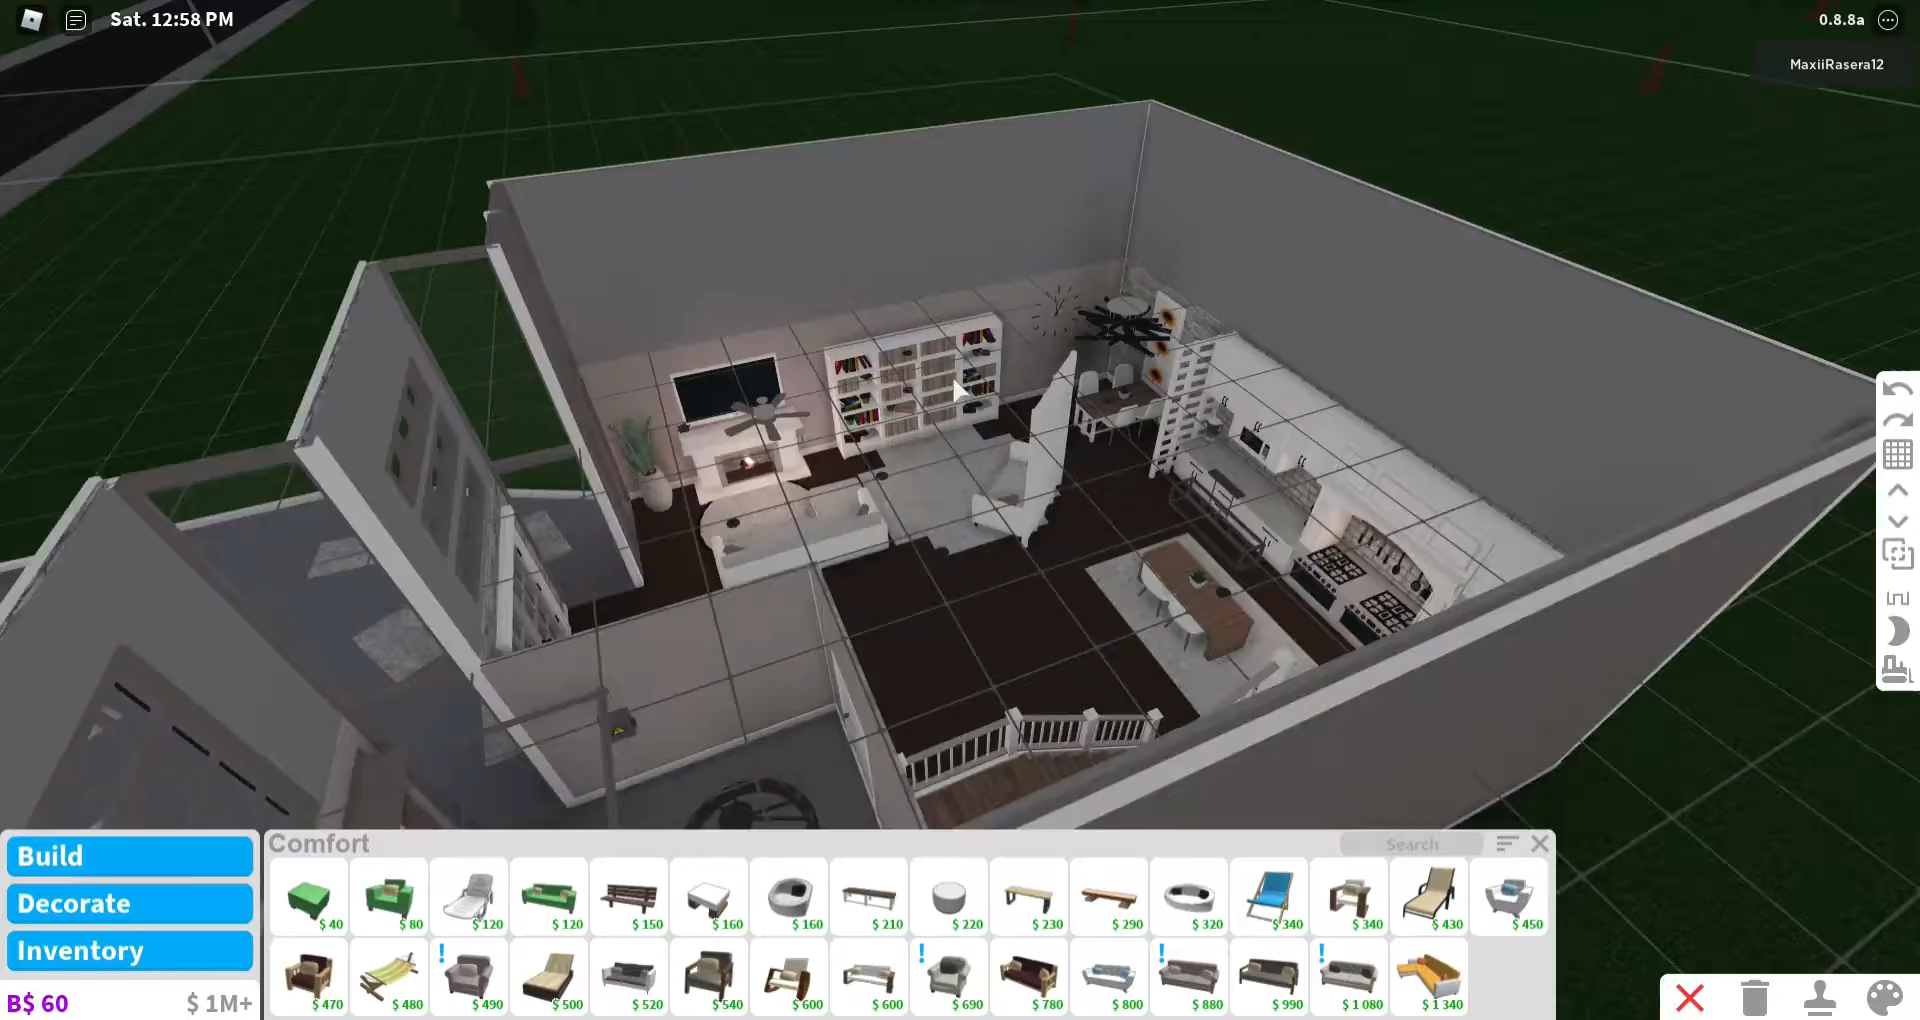 Sat. 12:58 PM
0.8.8a
MaxiiRasera12
Build
Decorate
Inventory
B$ 60
$ 1M+
Comfort
Search
$ 40
$ 80
$ 120
$ 120
$ 150
$ 160
$ 160
$ 210
$ 220
$ 230
$ 290
$ 320
$ 340
$ 340
$ 430
$ 450
$ 470
$ 480
! $ 490
$ 500
$ 520
$ 540
$ 600
$ 600
! $ 690
$ 780
$ 800
! $ 880
$ 990
! $ 1 080
$ 1 340